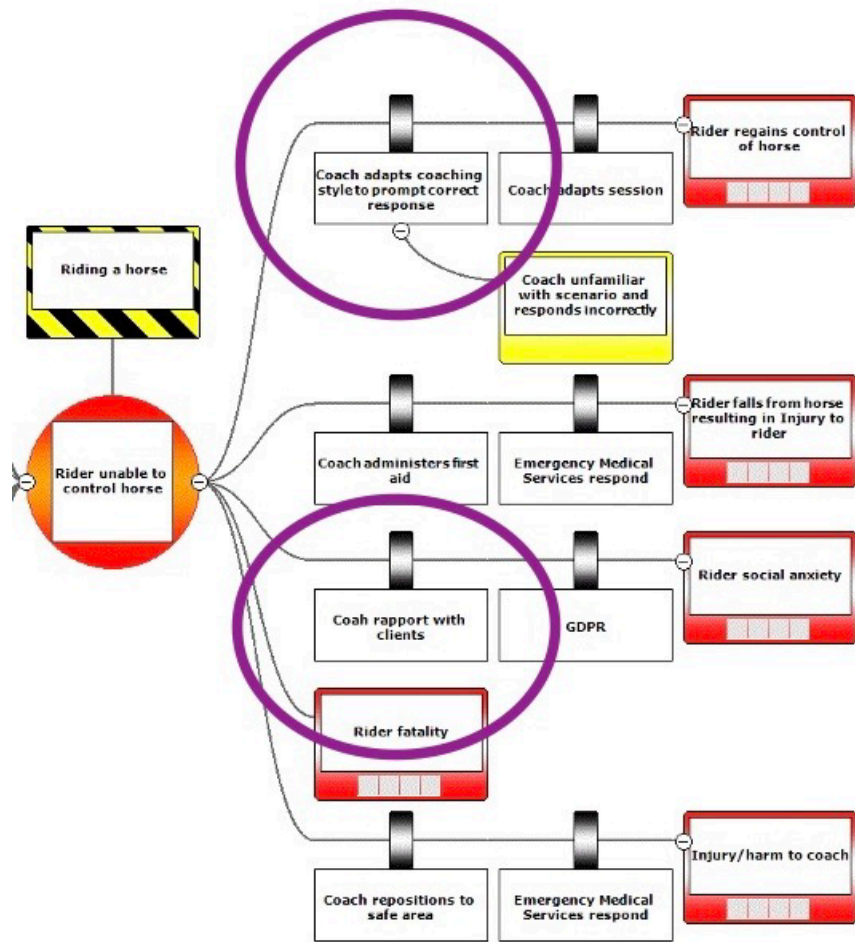 Coach adapts coaching
style to prompt correct
response
Coach adapts session
Rider regains control
of horse
Riding a horse
Coach unfamiliar
with scenario and
responds incorrectly
Rider unable to
control horse
Coach administers first
aid
Emergency Medical
Services respond
Rider falls from horse
resulting in Injury to
rider
Coah rapport with
clients
GDPR
Rider social anxiety
Rider fatality
Coach repositions to
safe area
Emergency Medical
Services respond
Injury/harm to coach